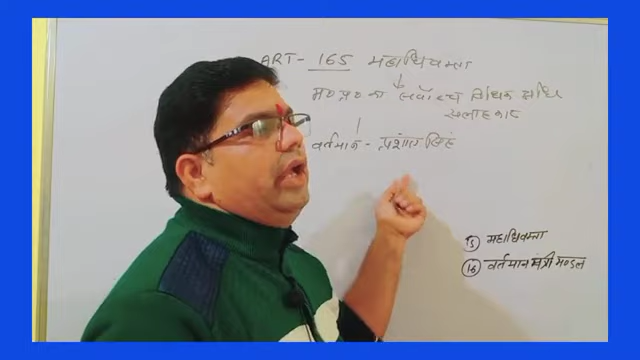 ART- 165 महाधिवक्ता
म०प्र० का सर्वोच्च विधिक
सलाहकार
वर्तमान - प्रशांत सिंह
15 महाधिवक्ता
16 वर्तमान मंत्री मण्डल